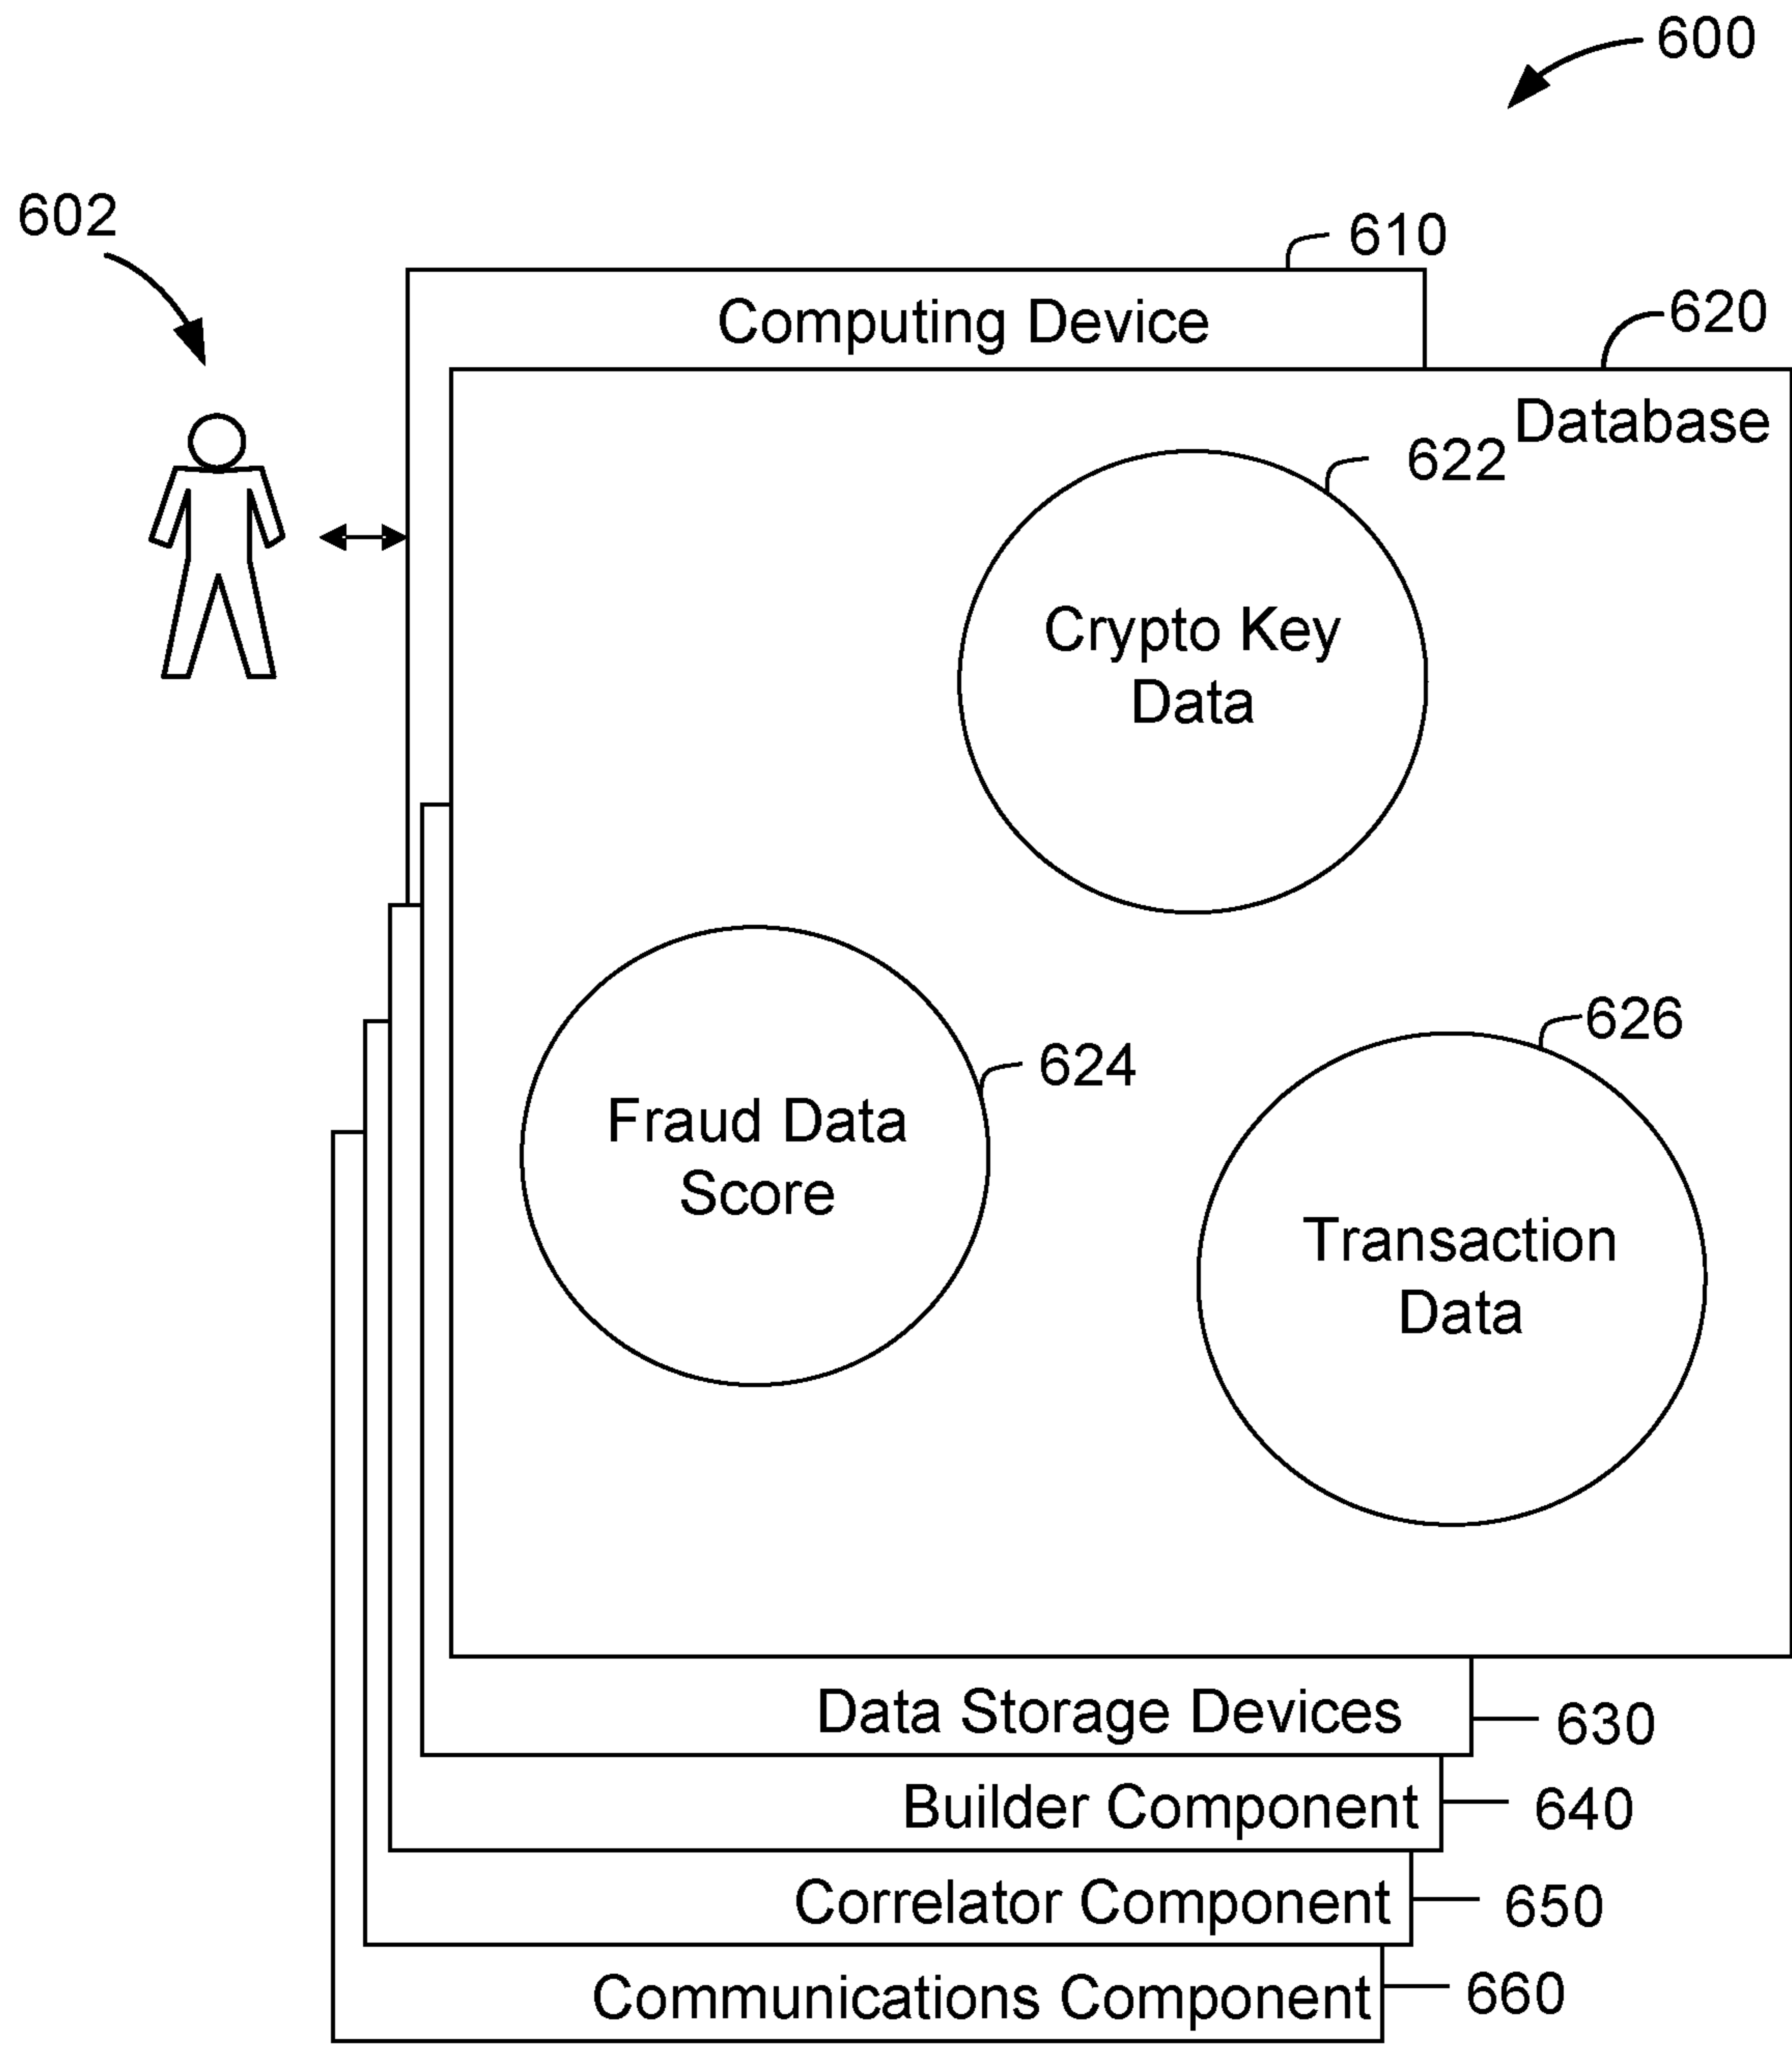 600
602
610
Computing Device
620
Database
622
Crypto Key
Data
626
624
Fraud Data
Score
Transaction
Data
Data Storage Devices
630
Builder Component
640
Correlator Component
650
Communications Component
660